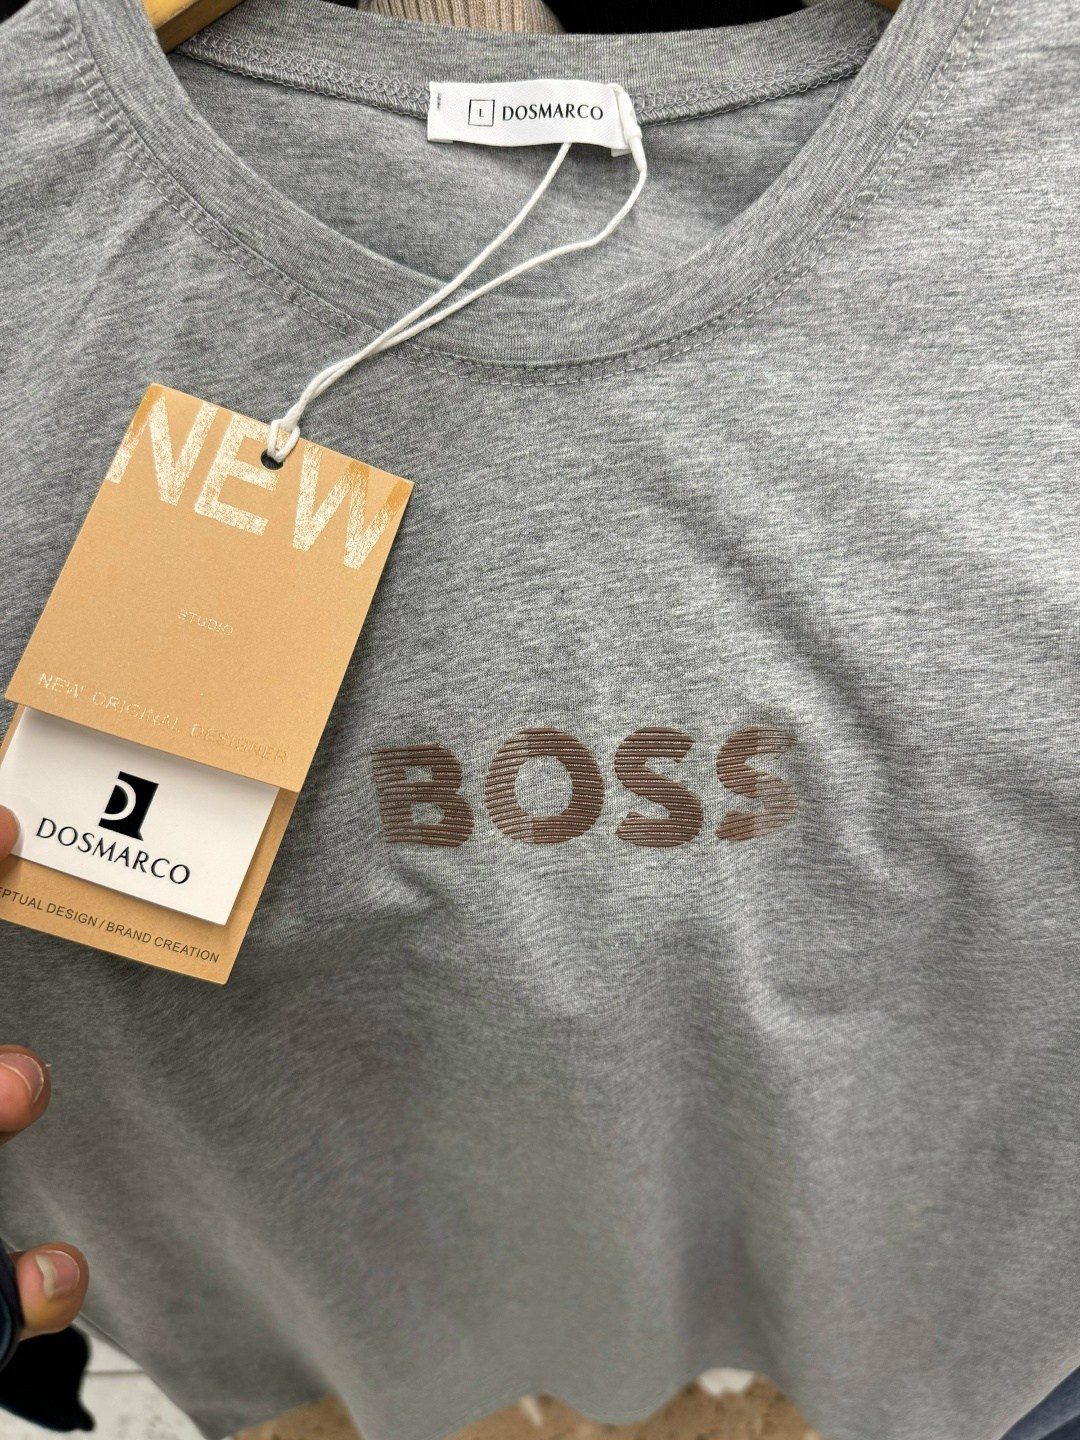 L DOSMARCO
NEW
STUDIO
NEW ORIGINAL DESIGNER
DOSMARCO
EPTUAL DESIGN / BRAND CREATION
BOSS